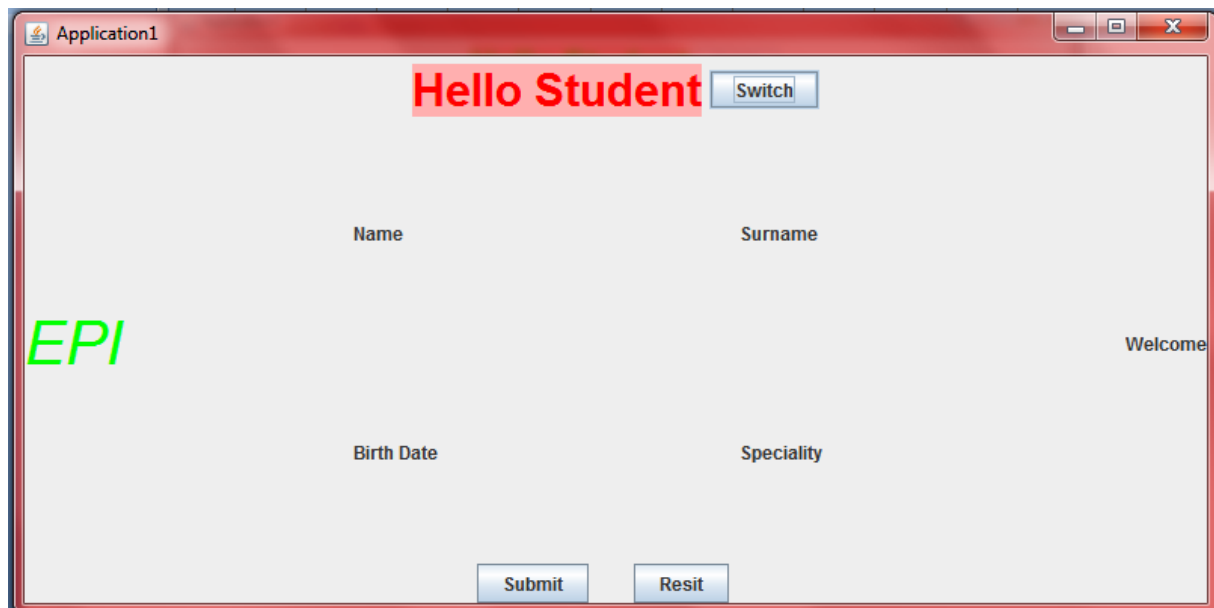 Application1
Hello Student Switch
Name Surname
EPI
Welcome
Birth Date Speciality
Submit Resit